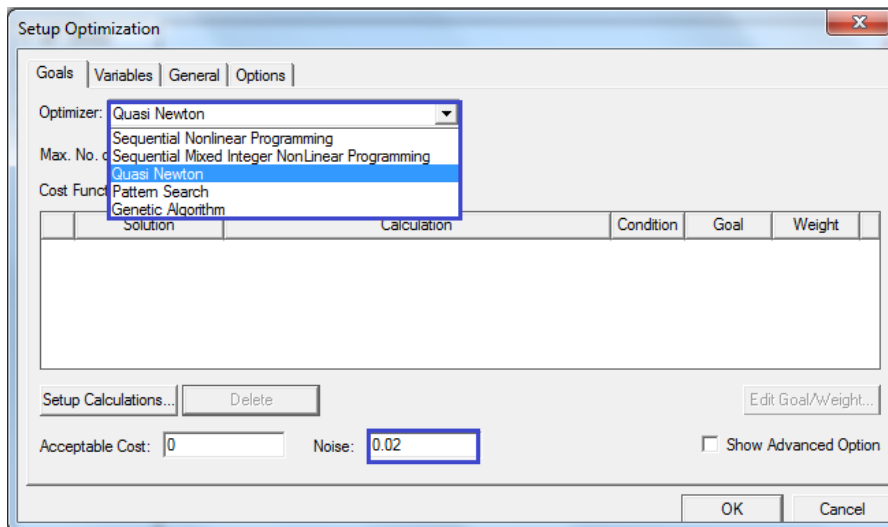 Setup Optimization
Goals Variables General Options
Optimizer: Quasi Newton
Sequential Nonlinear Programming
Max. No. Sequential Mixed Integer NonLinear Programming
Quasi Newton
Cost Pattern Search
Genetic Algorithm
Solution Calculation Condition Goal Weight
Setup Calculations... Delete Edit Goal/Weight...
Acceptable Cost: 0 Noise: 0.02 Show Advanced Option
OK Cancel